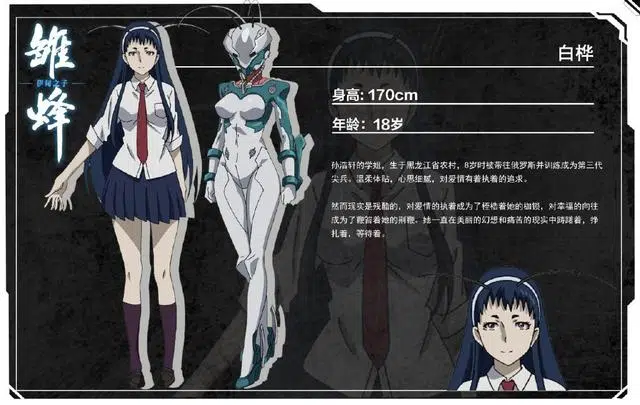 雏蜂
伊甸之子
白桦
身高: 170cm
年龄: 18岁
孙浩轩的学姐，生于黑龙江省农村，8岁时被带往俄罗斯并训练成为第三代
尖兵。温柔体贴，心思细腻，对爱情有着执着的追求。
然而现实是残酷的，对爱情的执着成为了桎梏着她的枷锁，对幸福的向往
成为了鞭笞着她的荆鞭。她一直在美丽的幻想和痛苦的现实中踌躇着，挣
扎着，等待着。